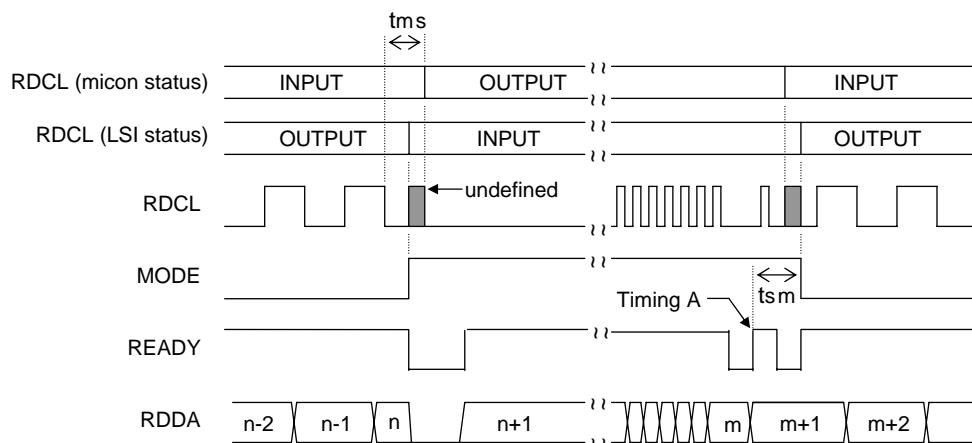 tms
RDCL (micon status) INPUT OUTPUT INPUT
RDCL (LSI status) OUTPUT INPUT OUTPUT
RDCL undefined
MODE
tsm
Timing A
READY
RDDA n-2 n-1 n n+1 m m+1 m+2